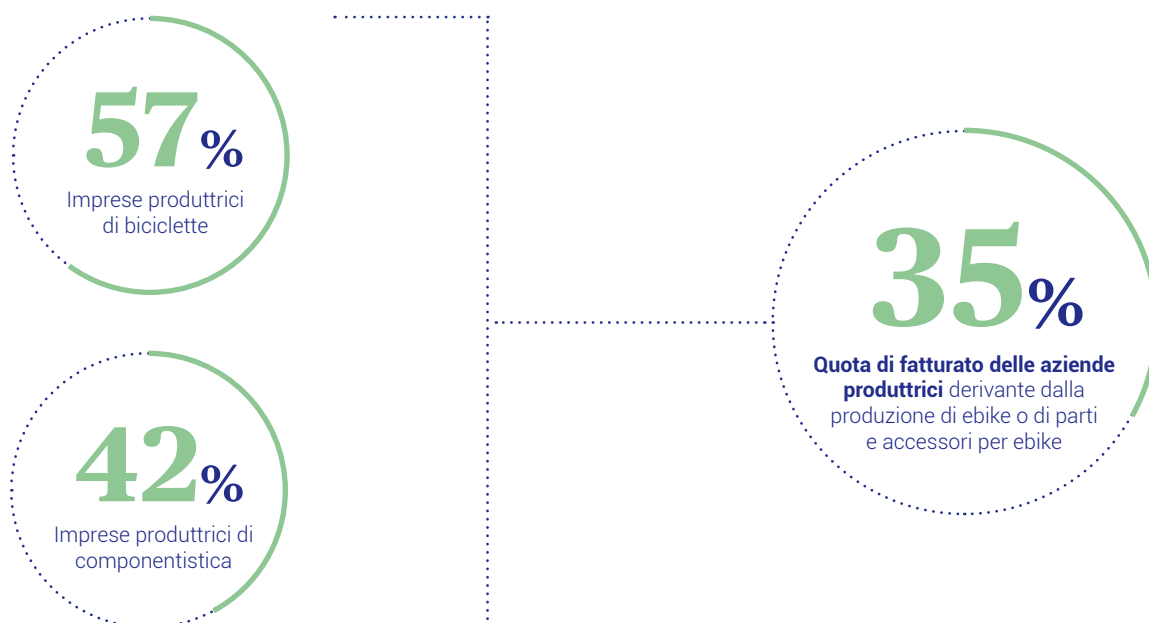 57%
Imprese produttrici
di biciclette
42%
Imprese produttrici di
componentistica
35%
Quota di fatturato delle aziende
produttrici derivante dalla
produzione di ebike o di parti
e accessori per ebike